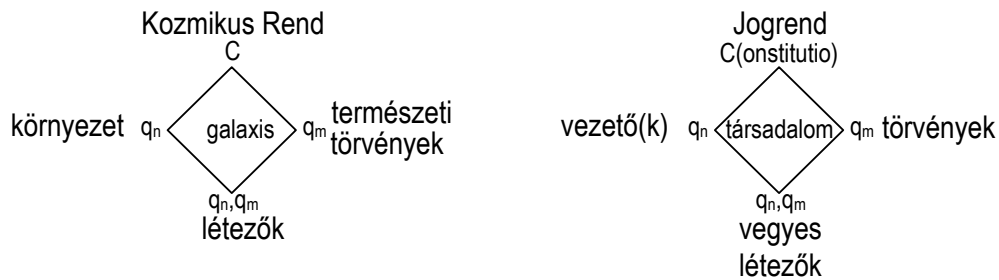 Kozmikus Rend
C
környezet qn galaxis qm természeti
törvények
qn,qm
létezők
Jogrend
C(onstitutio)
vezető(k) qn társadalom qm törvények
qn,qm
vegyes
létezők